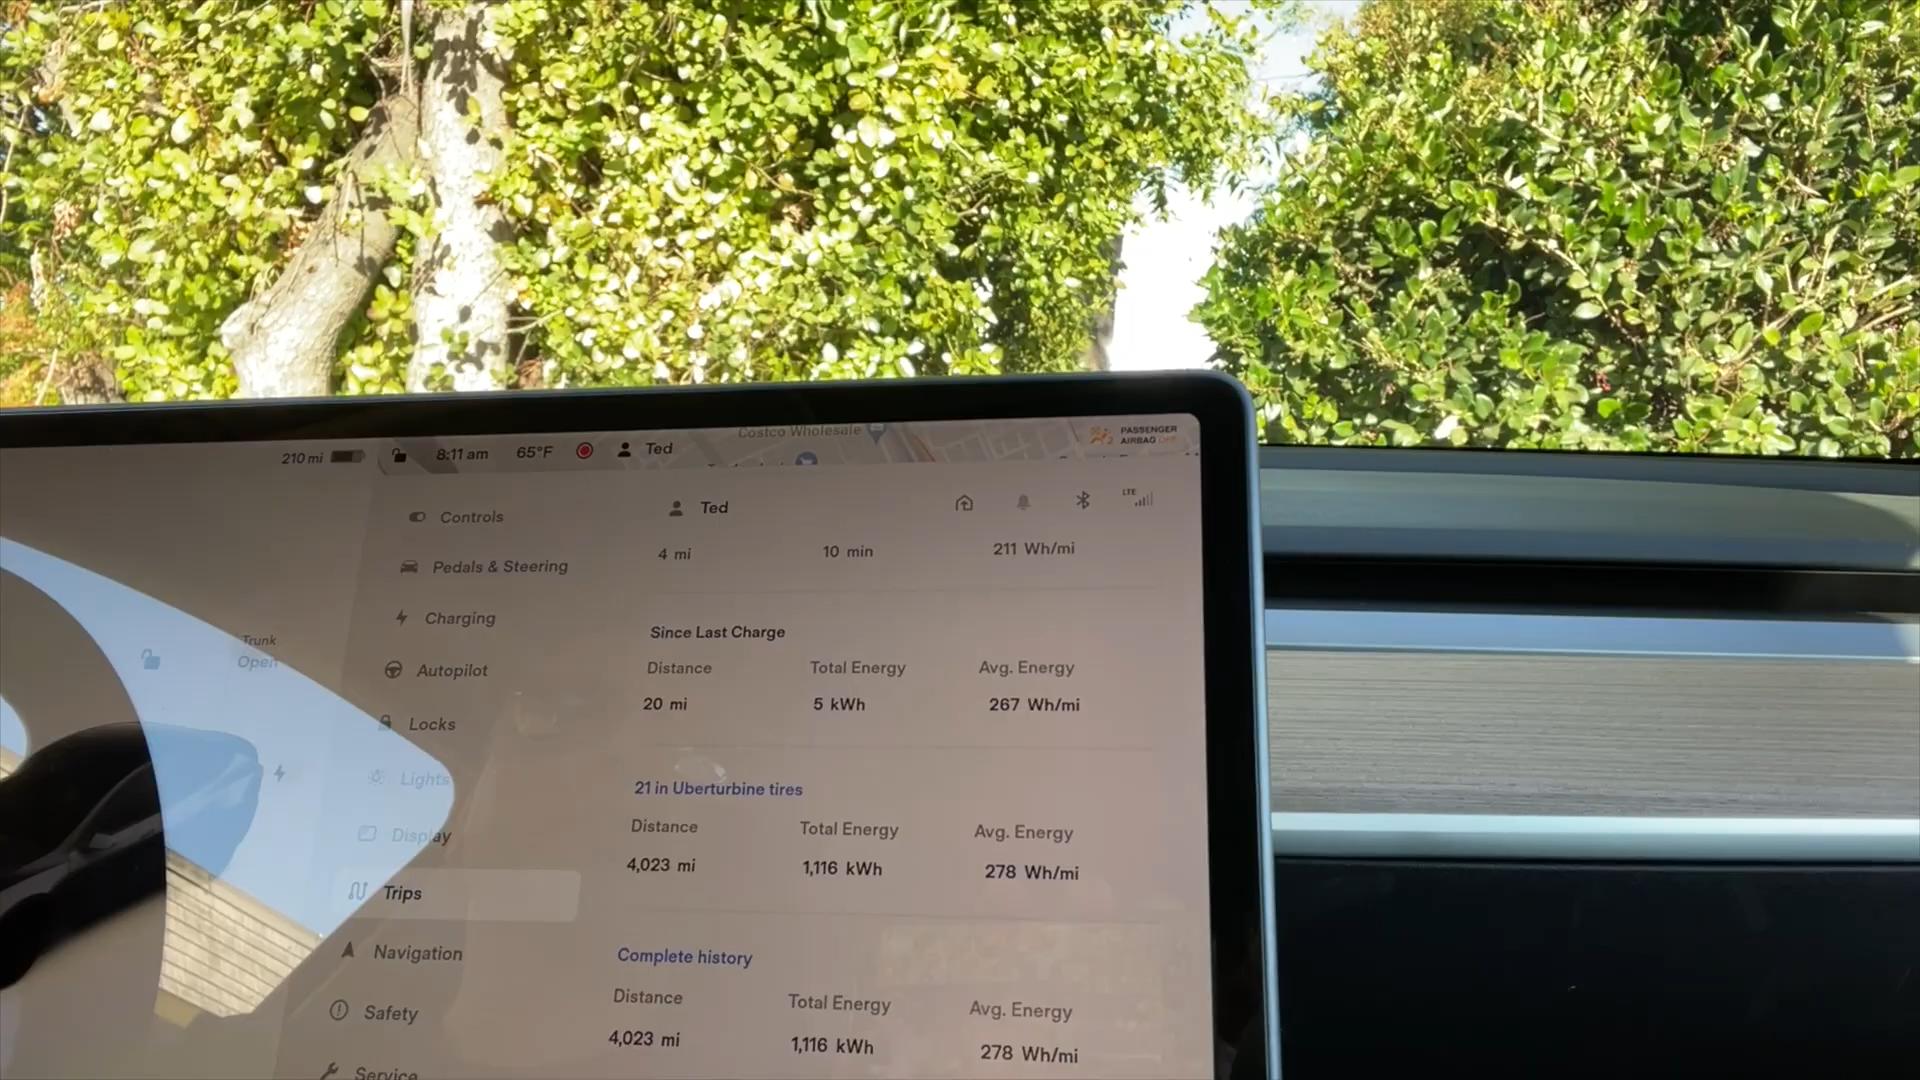 Costco Wholesale
210 mi
8:11 am
65°F
Ted
PASSENGER
AIRBAG OFF
Controls
Pedals & Steering
Charging
Autopilot
Locks
Lights
Display
Trips
Navigation
Safety
Service
Trunk
Open
Ted
LTE
4 mi 10 min 211 Wh/mi
Since Last Charge
Distance Total Energy Avg. Energy
20 mi 5 kWh 267 Wh/mi
21 in Uberturbine tires
Distance Total Energy Avg. Energy
4,023 mi 1,116 kWh 278 Wh/mi
Complete history
Distance Total Energy Avg. Energy
4,023 mi 1,116 kWh 278 Wh/mi